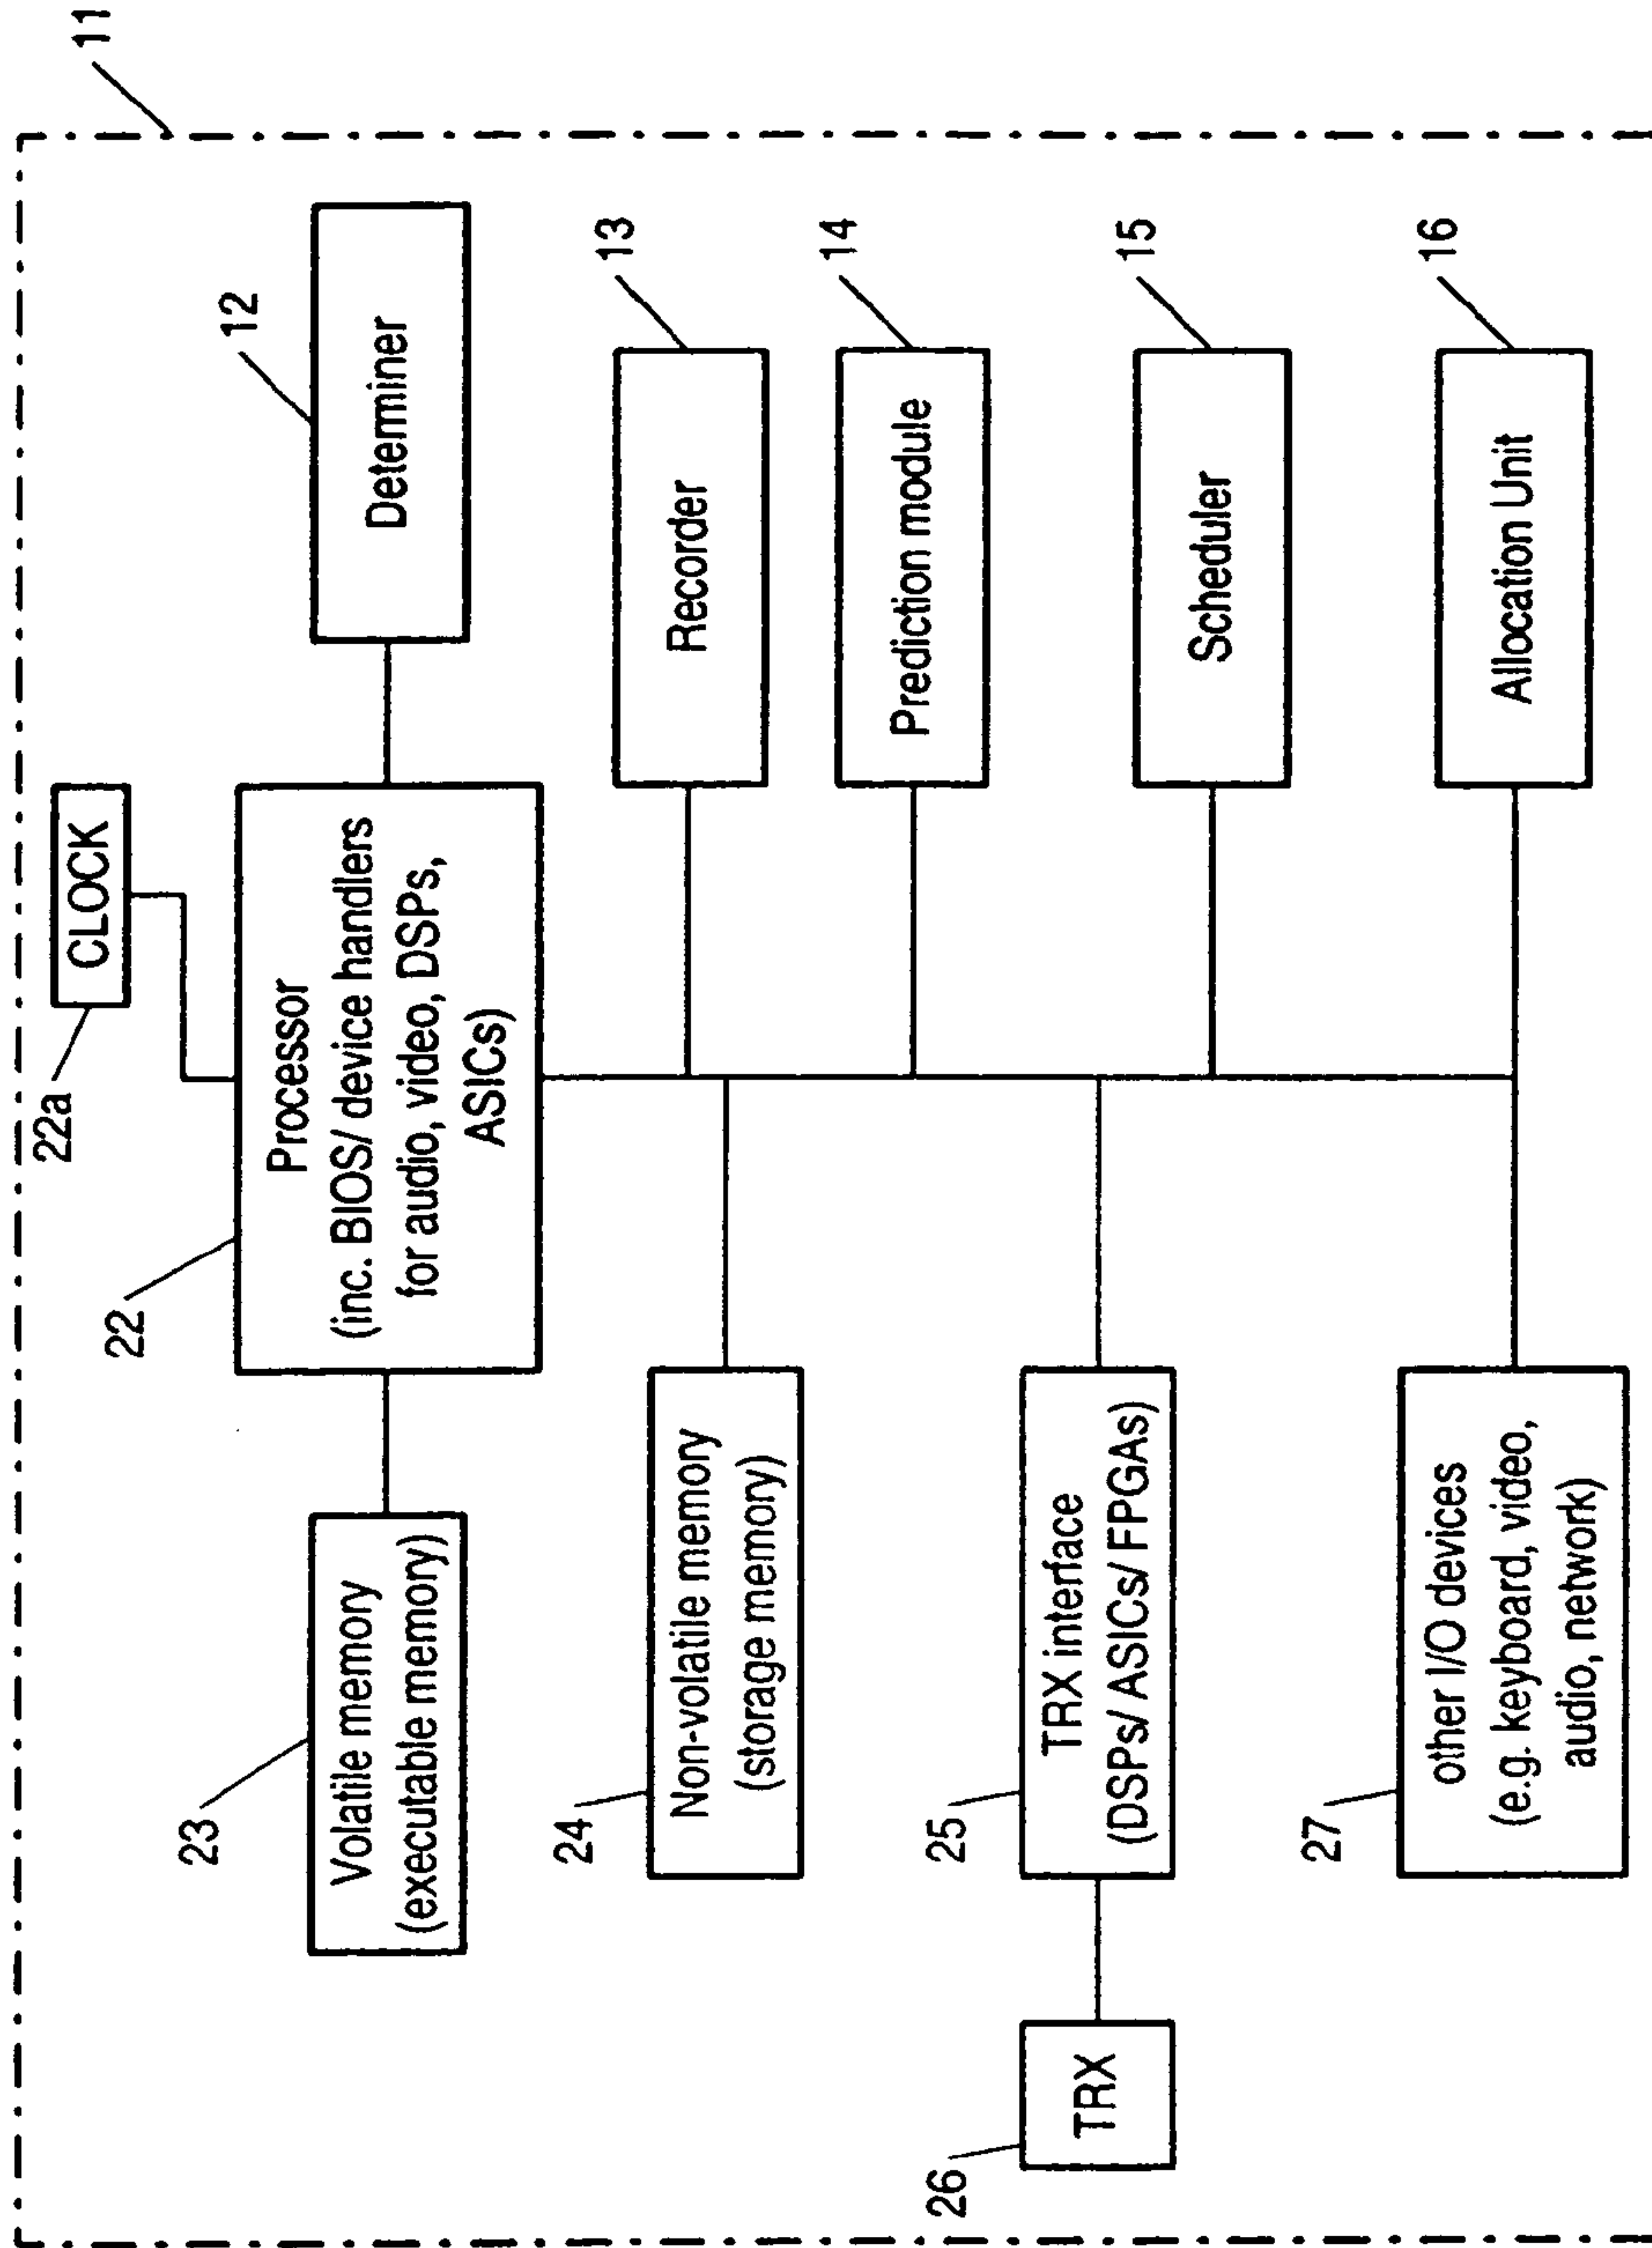 11
CLOCK
22a
22
Processor
(inc. BIOS/ device handlers
for audio, video, DSPs,
ASICs)
12
Determiner
23
Volatile memory
(executable memory)
13
Recorder
24
Non-volatile memory
(storage memory)
14
Prediction module
26
TRX
25
TRX interface
(DSPs/ ASICs/ FPGAs)
15
Scheduler
27
other I/O devices
(e.g. keyboard, video,
audio, network)
16
Allocation Unit